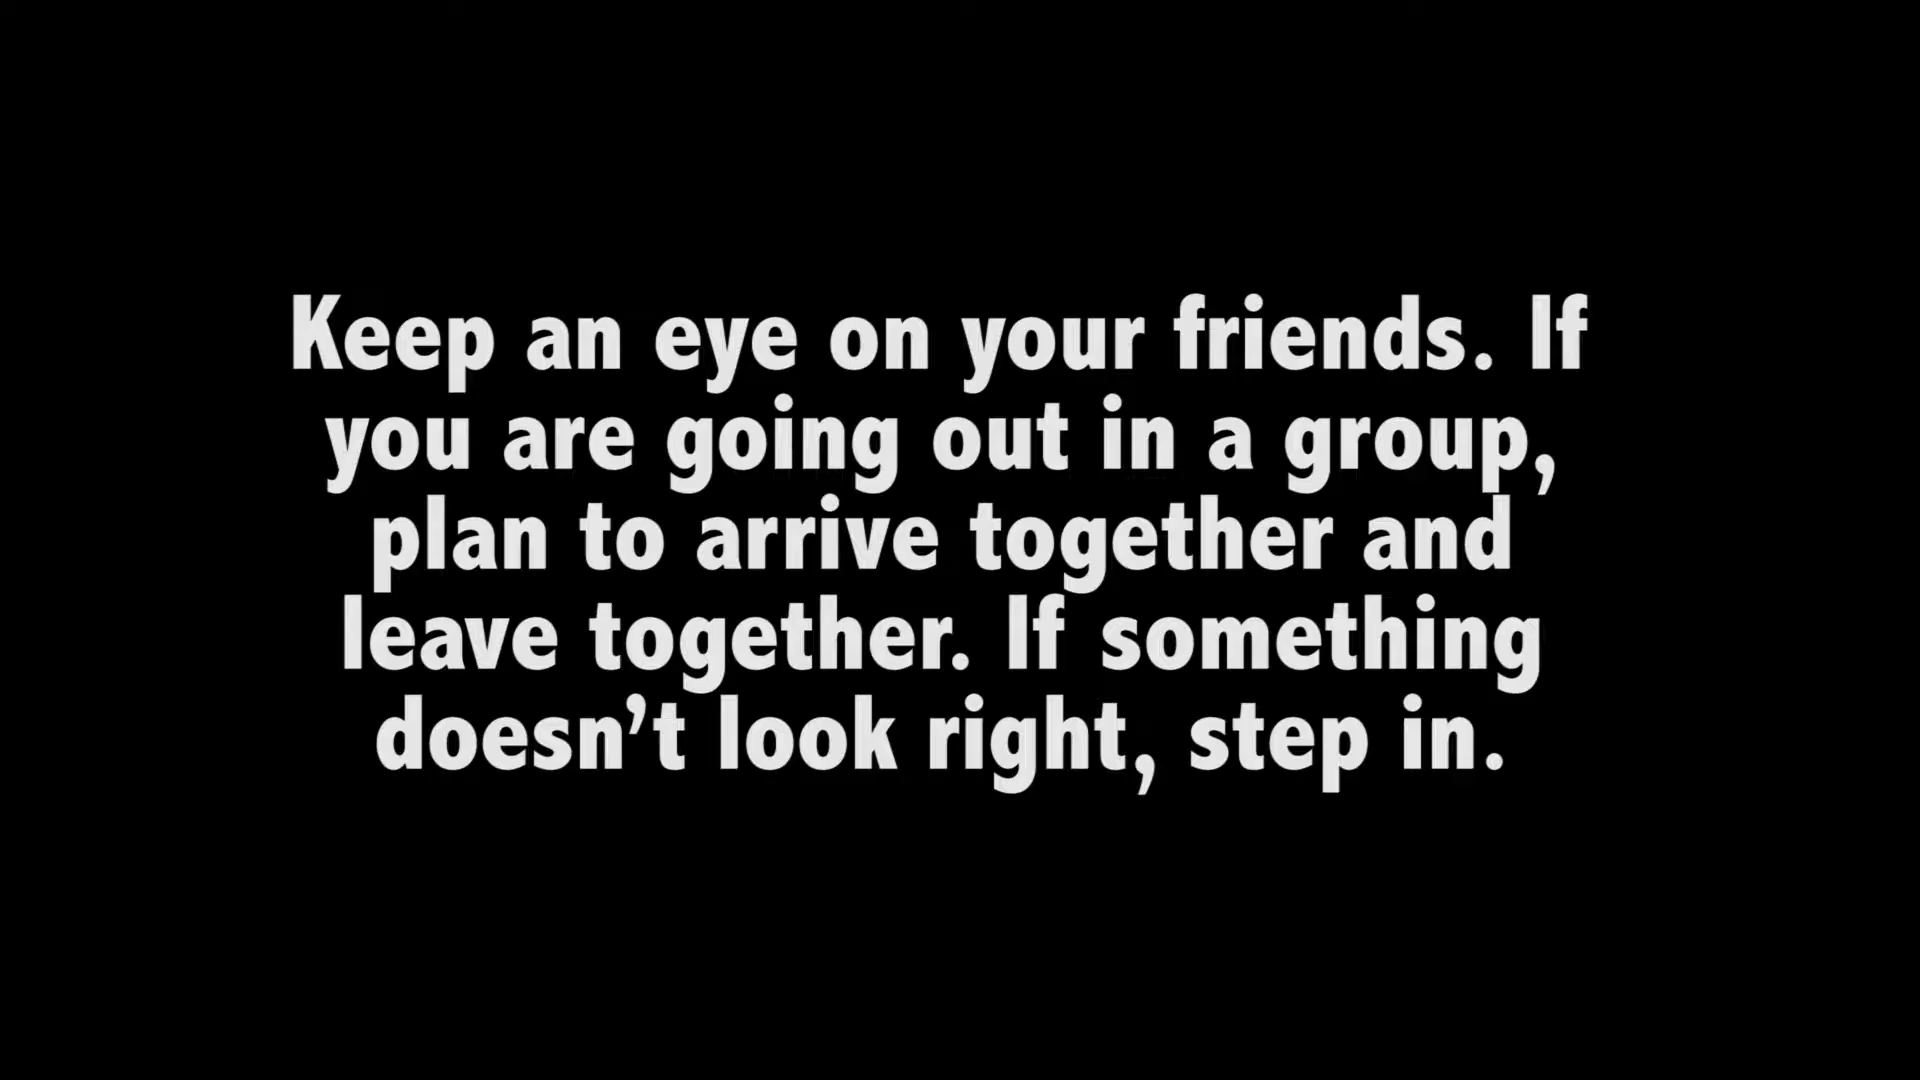 Keep an eye on your friends. If
you are going out in a group,
plan to arrive together and
leave together. If something
doesn’t look right, step in.